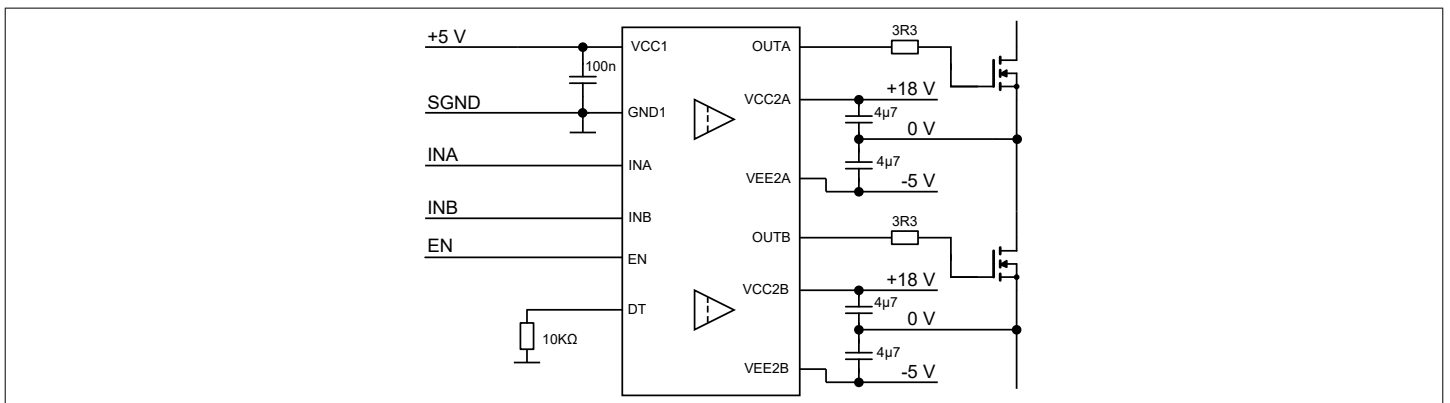 +5 V
100n
SGND
INA
INB
EN
10KΩ
VCC1
GND1
INA
INB
EN
DT
OUTA
VCC2A
VEE2A
OUTB
VCC2B
VEE2B
3R3
+18 V
4µ7
0 V
4µ7
-5 V
3R3
+18 V
4µ7
0 V
4µ7
-5 V